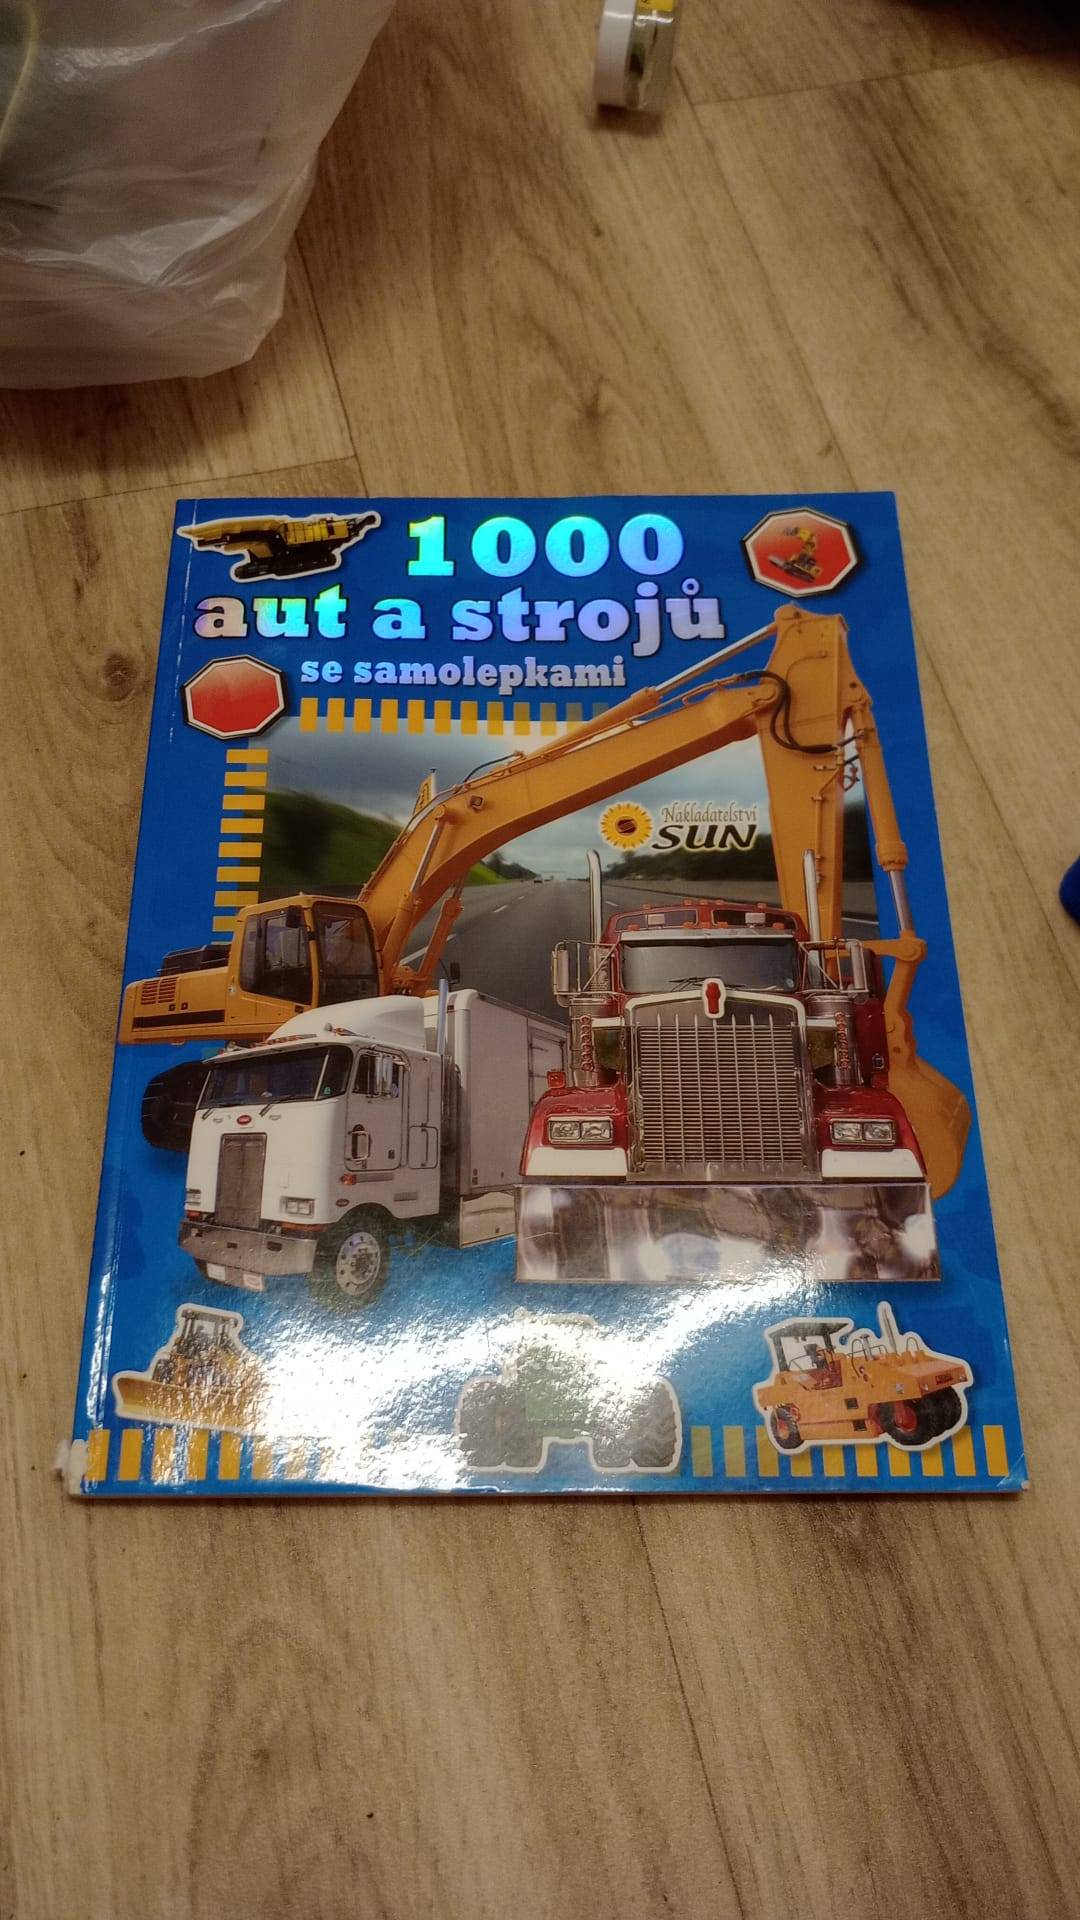 1000
aut a strojů
se samolepkami
Nakladatelství
SUN